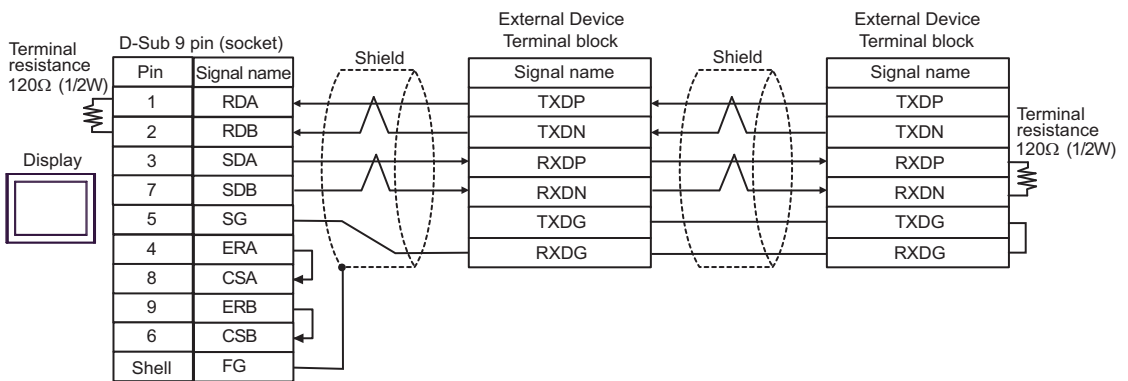 External Device
Terminal block
External Device
Terminal block
Terminal
resistance
120Ω (1/2W)
D-Sub 9 pin (socket)
Shield
Shield
Pin Signal name Signal name Signal name
1 RDA TXDP TXDP
2 RDB TXDN TXDN
Terminal
resistance
120Ω (1/2W)
Display
3 SDA RXDP RXDP
7 SDB RXDN RXDN
5 SG TXDG TXDG
4 ERA RXDG RXDG
8 CSA
9 ERB
6 CSB
Shell FG